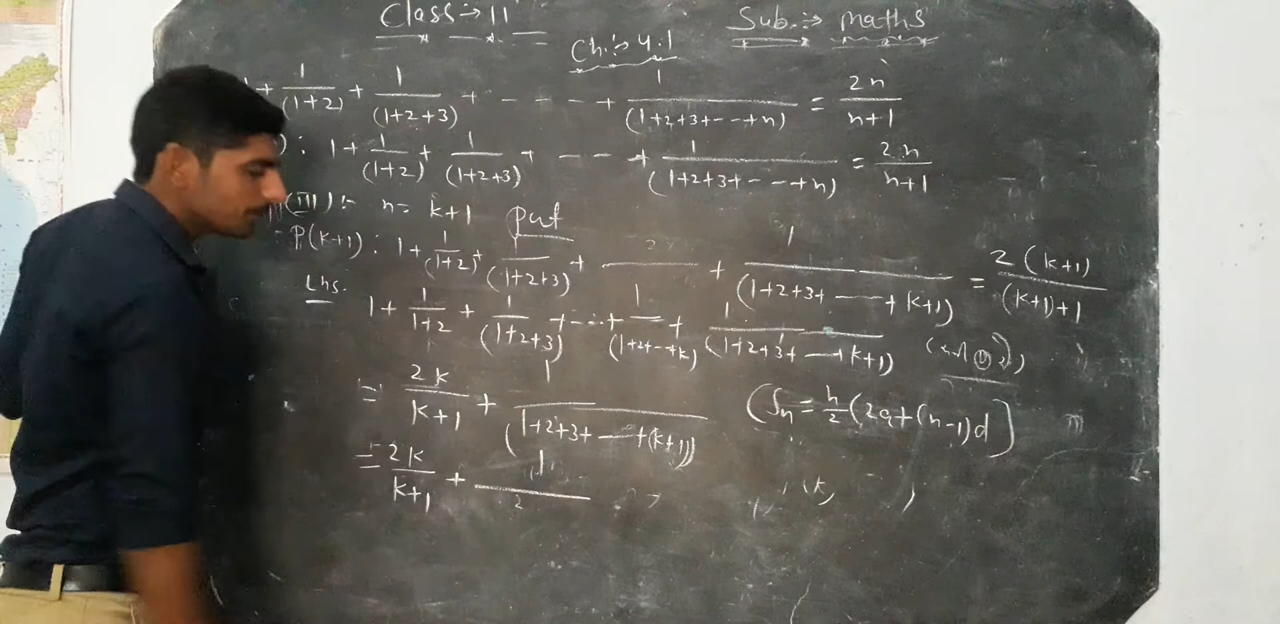 Class:→ 11 Sub.:→ maths
Ch:→ 4.1
1 + 1/(1+2) + 1/(1+2+3) + - - - - + 1/(1+2+3+- - -+n) = 2n/n+1
: 1 + 1/(1+2) + 1/(1+2+3) + - - - + 1/(1+2+3+- - -+n) = 2n/n+1
(III) :- n = k+1 put
P(k+1) : 1 + 1/(1+2) + 1/(1+2+3) + ——— + 1/(1+2+3+ —— + k+1) = 2(k+1)/(k+1)+1
Lhs.
1 + 1/1+2 + 1/(1+2+3) + - - - + 1/(1+2+- -+k) + 1/(1+2+3+ —→ k+1)
= 2k/k+1 + 1/(1+2+3+ —— +(k+1)) (Sn = n/2 (2a+(n-1)d]
= 2k/k+1 + 1/